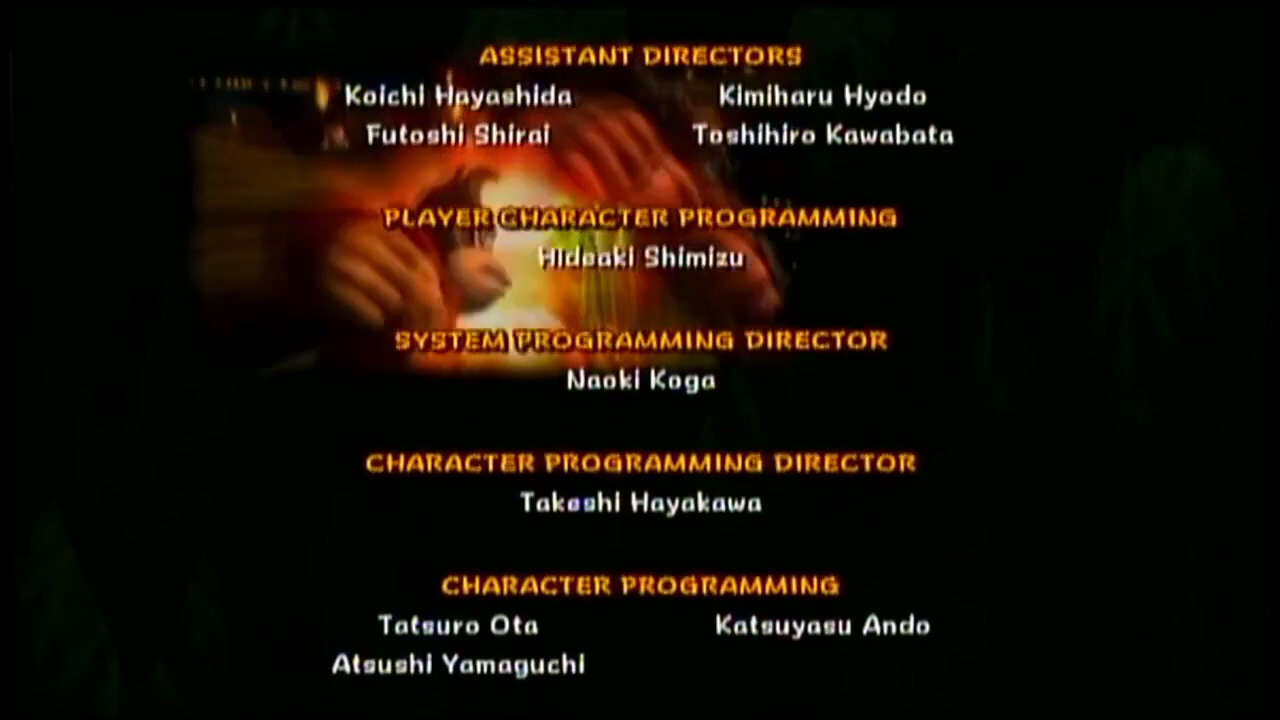 ASSISTANT DIRECTORS
Koichi Hayashida Kimiharu Hyodo
Futoshi Shirai Toshihiro Kawabata
PLAYER CHARACTER PROGRAMMING
Hideaki Shimizu
SYSTEM PROGRAMMING DIRECTOR
Naoki Koga
CHARACTER PROGRAMMING DIRECTOR
Takeshi Hayakawa
CHARACTER PROGRAMMING
Tatsuro Ota Katsuyasu Ando
Atsushi Yamaguchi